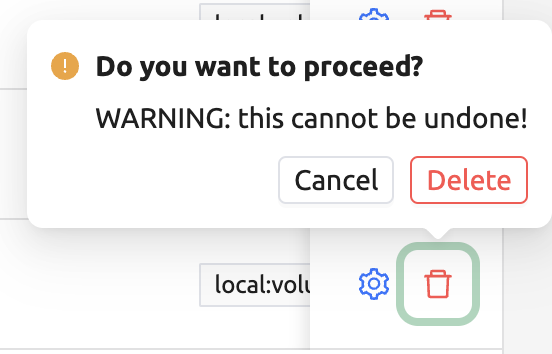 Do you want to proceed?
WARNING: this cannot be undone!
Cancel
Delete
local:volu